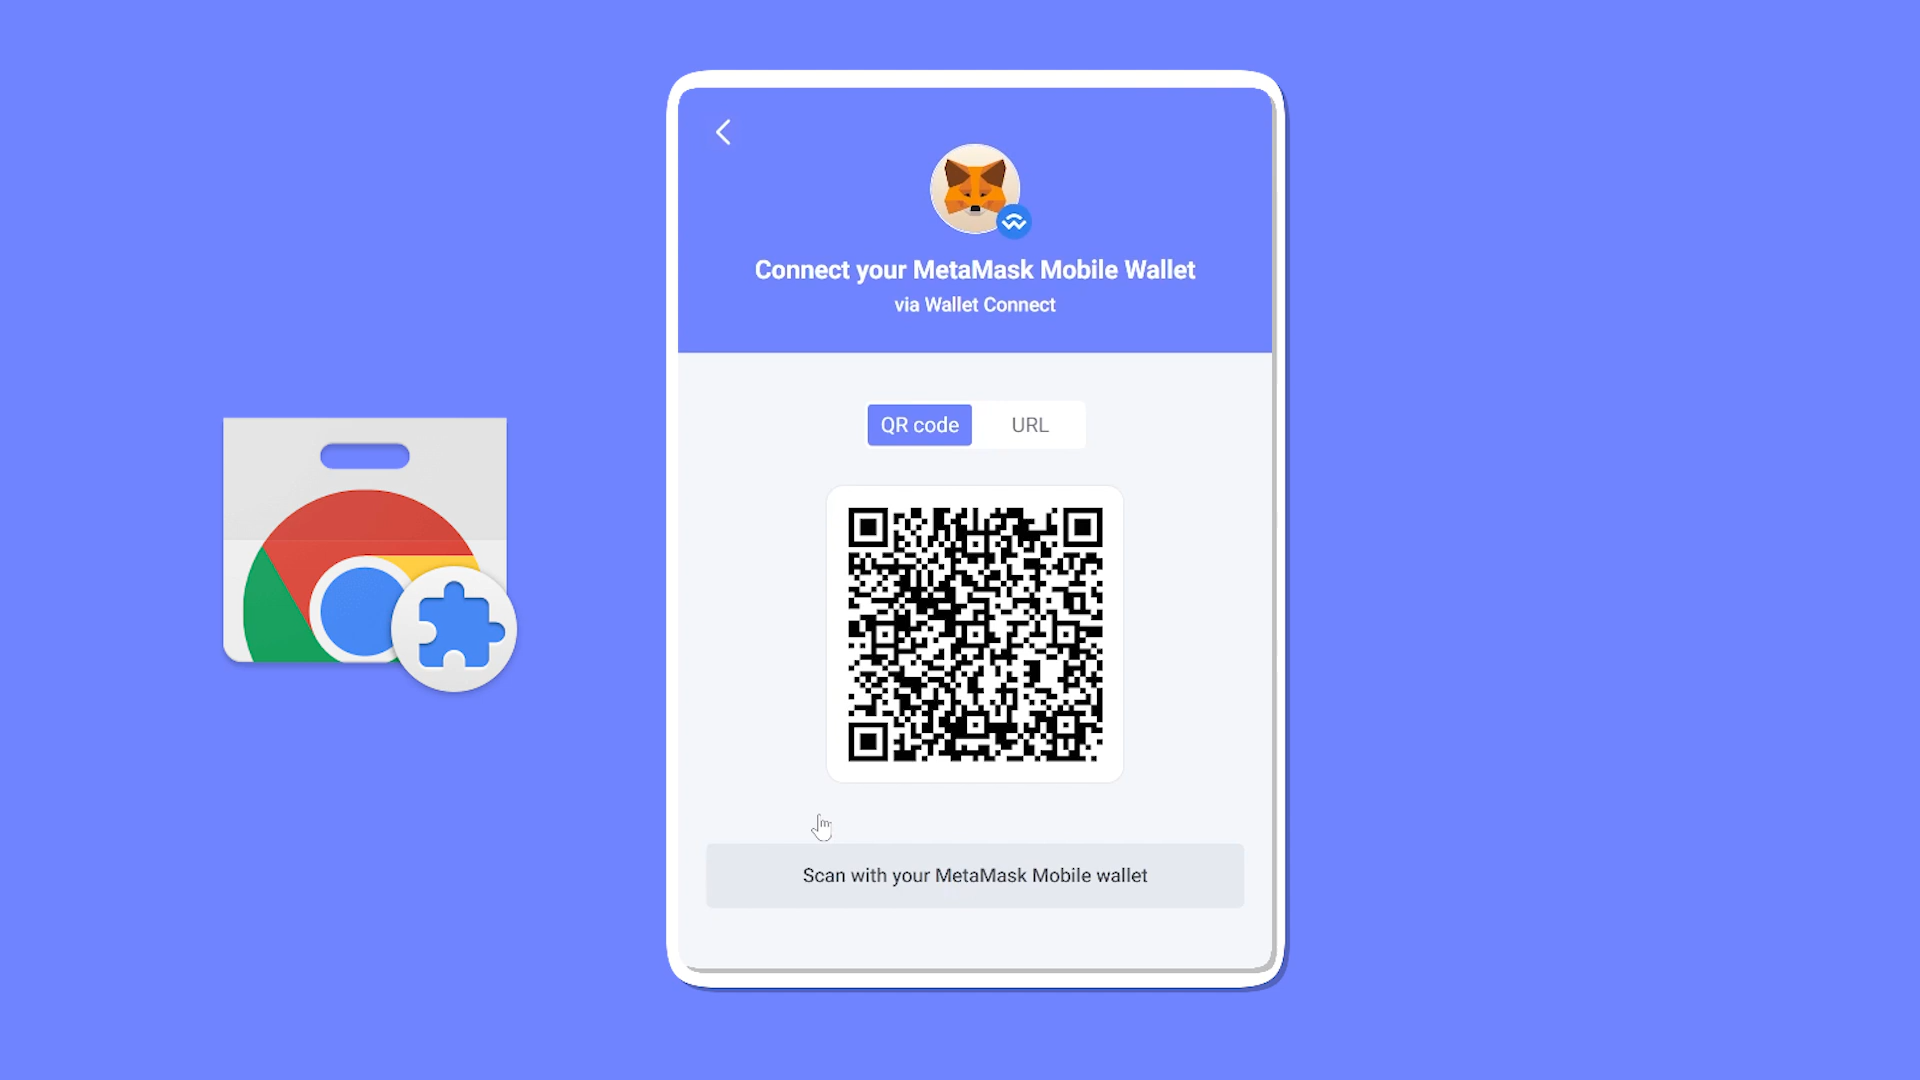 Connect your MetaMask Mobile Wallet
via Wallet Connect
QR code
URL
Scan with your MetaMask Mobile wallet